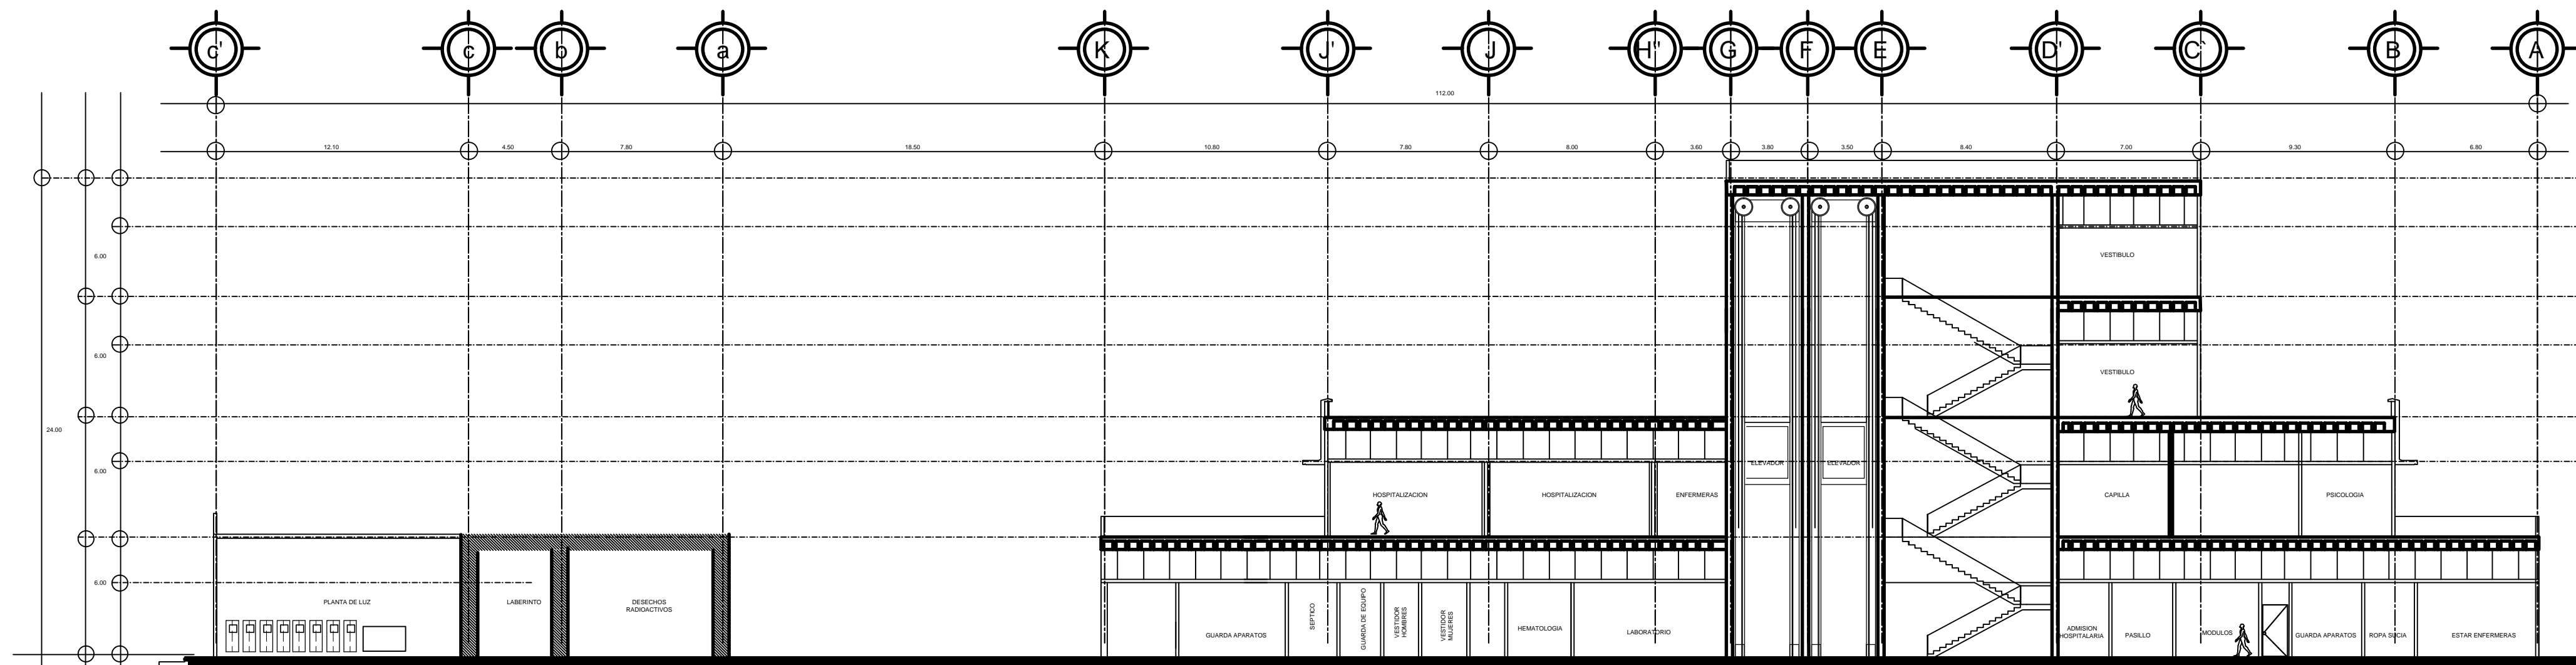 c' c b a K J' J H" G F E D' C' B A
112.00
12.10 4.50 7.80 18.50 10.80 7.80 8.00 3.60 3.80 3.50 8.40 7.00 9.30 6.80
6.00
VESTIBULO
6.00
VESTIBULO
24.00
6.00
ELEVADOR ELEVADOR
HOSPITALIZACION HOSPITALIZACION ENFERMERAS CAPILLA PSICOLOGIA
6.00
PLANTA DE LUZ LABERINTO DESECHOS
RADIOACTIVOS
GUARDA APARATOS
SEPTICO
GUARDA DE EQUIPO
VESTIDOR
HOMBRES
VESTIDOR
MUJERES
HEMATOLOGIA
LABORATORIO
ADMISION
HOSPITALARIA
PASILLO
MODULOS
GUARDA APARATOS
ROPA SUCIA
ESTAR ENFERMERAS